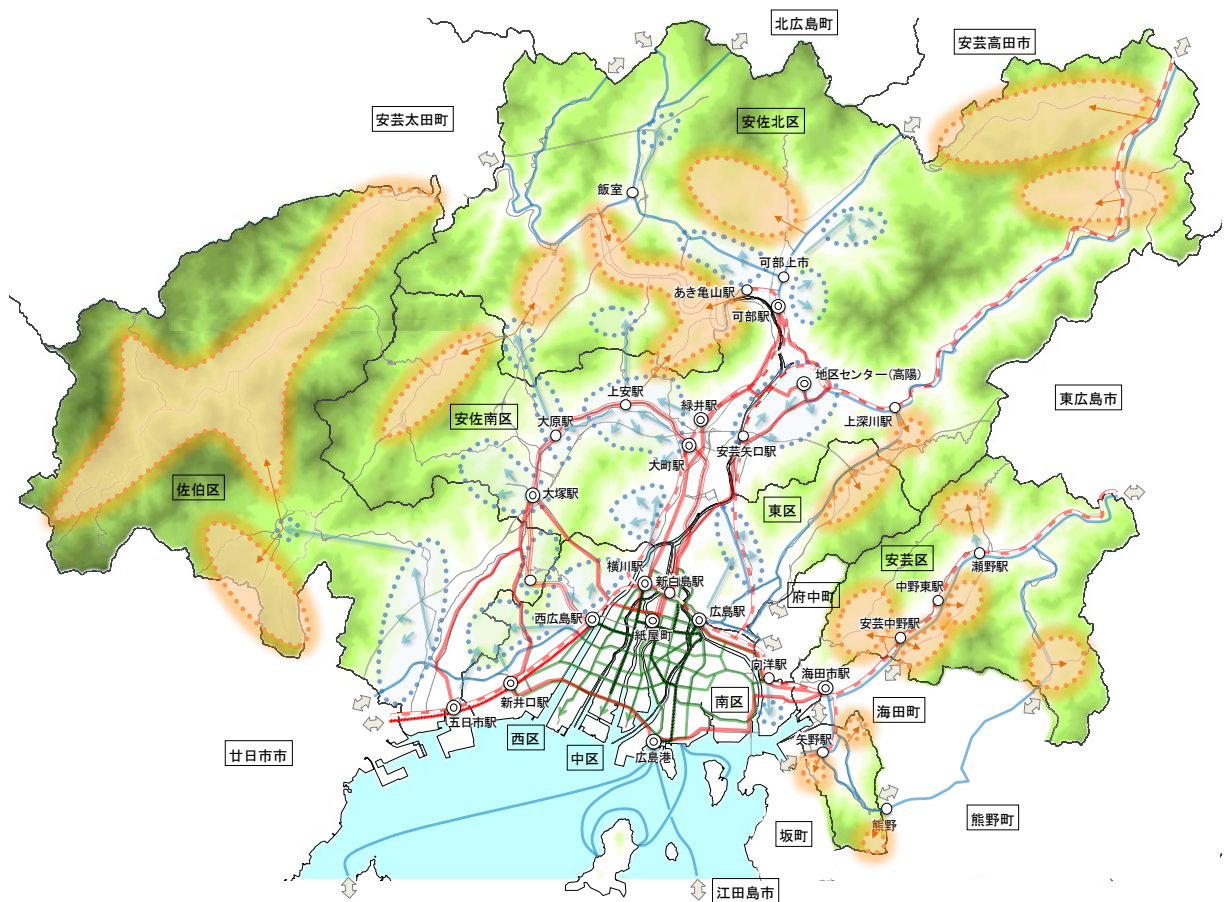 北広島町
安芸高田市
安芸太田町
安佐北区
飯室
可部上市
あき亀山駅
可部駅
地区センター(高陽)
東広島市
上安駅
緑井駅
安佐南区
大原駅
上深川駅
大町駅
安芸矢口駅
佐伯区
大塚駅
東区
安芸区
瀬野駅
横川駅
新白島駅
府中町
中野東駅
西広島駅
紙屋町
広島駅
安芸中野駅
向洋駅
海田市駅
新井口駅
南区
海田町
五日市駅
西区
中区
広島港
矢野駅
廿日市市
熊野
熊野町
坂町
江田島市